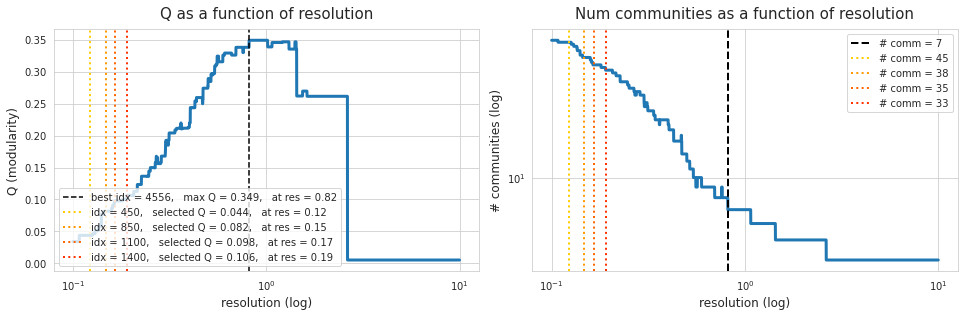 Q as a function of resolution
0.35
0.30
0.25
0.20
0.15
0.10
0.05
0.00
Q (modularity)
best idx = 4556, max Q = 0.349, at res = 0.82
idx = 450, selected Q = 0.044, at res = 0.12
idx = 850, selected Q = 0.082, at res = 0.15
idx = 1100, selected Q = 0.098, at res = 0.17
idx = 1400, selected Q = 0.106, at res = 0.19
10⁻¹ 10⁰ 10¹
resolution (log)
Num communities as a function of resolution
# comm = 7
# comm = 45
# comm = 38
# comm = 35
# comm = 33
10¹
# communities (log)
10⁻¹ 10⁰ 10¹
resolution (log)